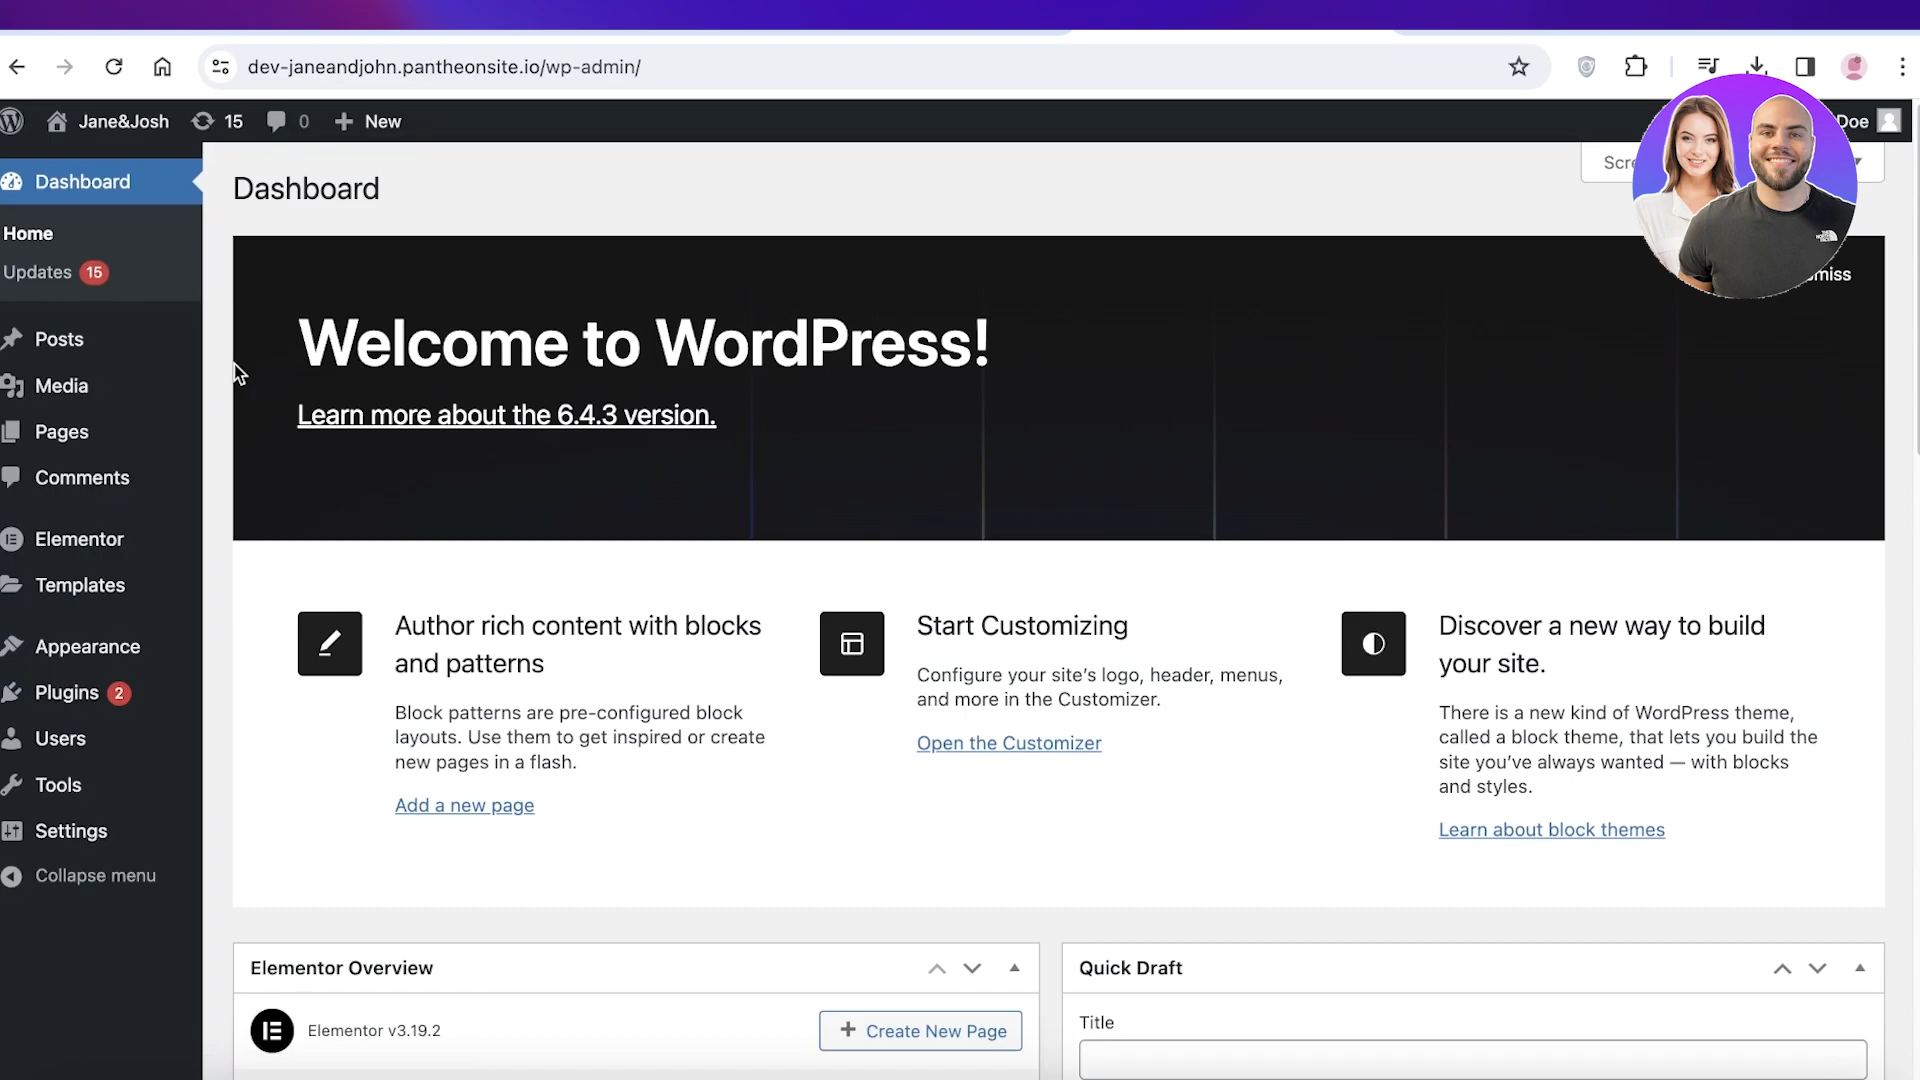 dev-janeandjohn.pantheonsite.io/wp-admin/
Jane&Josh 15 0 New
Doe
Dashboard
Home
Updates 15
Posts
Media
Pages
Comments
Elementor
Templates
Appearance
Plugins 2
Users
Tools
Settings
Collapse menu
Dashboard
Welcome to WordPress!
Learn more about the 6.4.3 version.
Author rich content with blocks
and patterns
Block patterns are pre-configured block
layouts. Use them to get inspired or create
new pages in a flash.
Add a new page
Start Customizing
Configure your site's logo, header, menus,
and more in the Customizer.
Open the Customizer
Discover a new way to build
your site.
There is a new kind of WordPress theme,
called a block theme, that lets you build the
site you've always wanted — with blocks
and styles.
Learn about block themes
Elementor Overview
Elementor v3.19.2
Create New Page
Quick Draft
Title